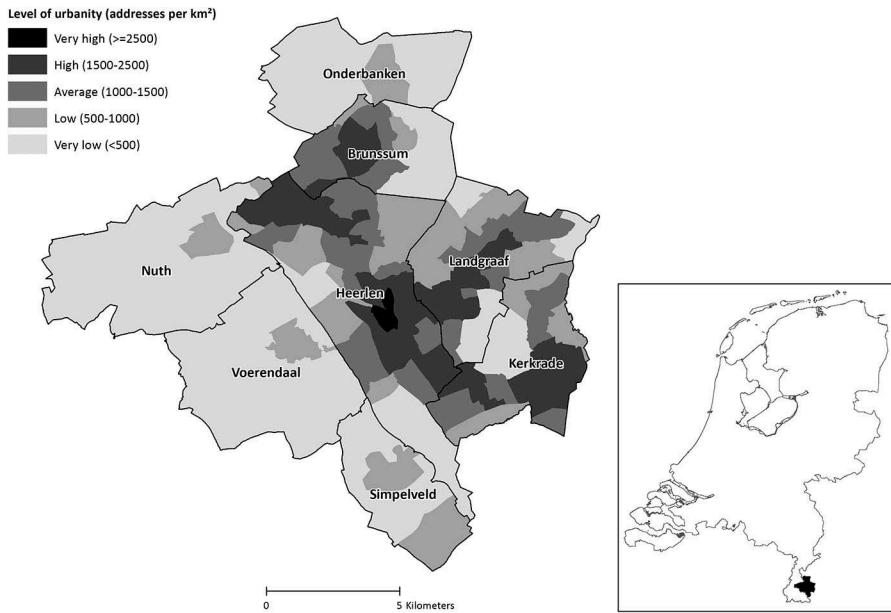 Level of urbanity (addresses per km²)
Very high (>=2500)
High (1500-2500)
Average (1000-1500)
Low (500-1000)
Very low (<500)
Onderbanken
Brunssum
Nuth
Landgraaf
Heerlen
Voerendaal
Kerkrade
Simpelveld
0 5 Kilometers